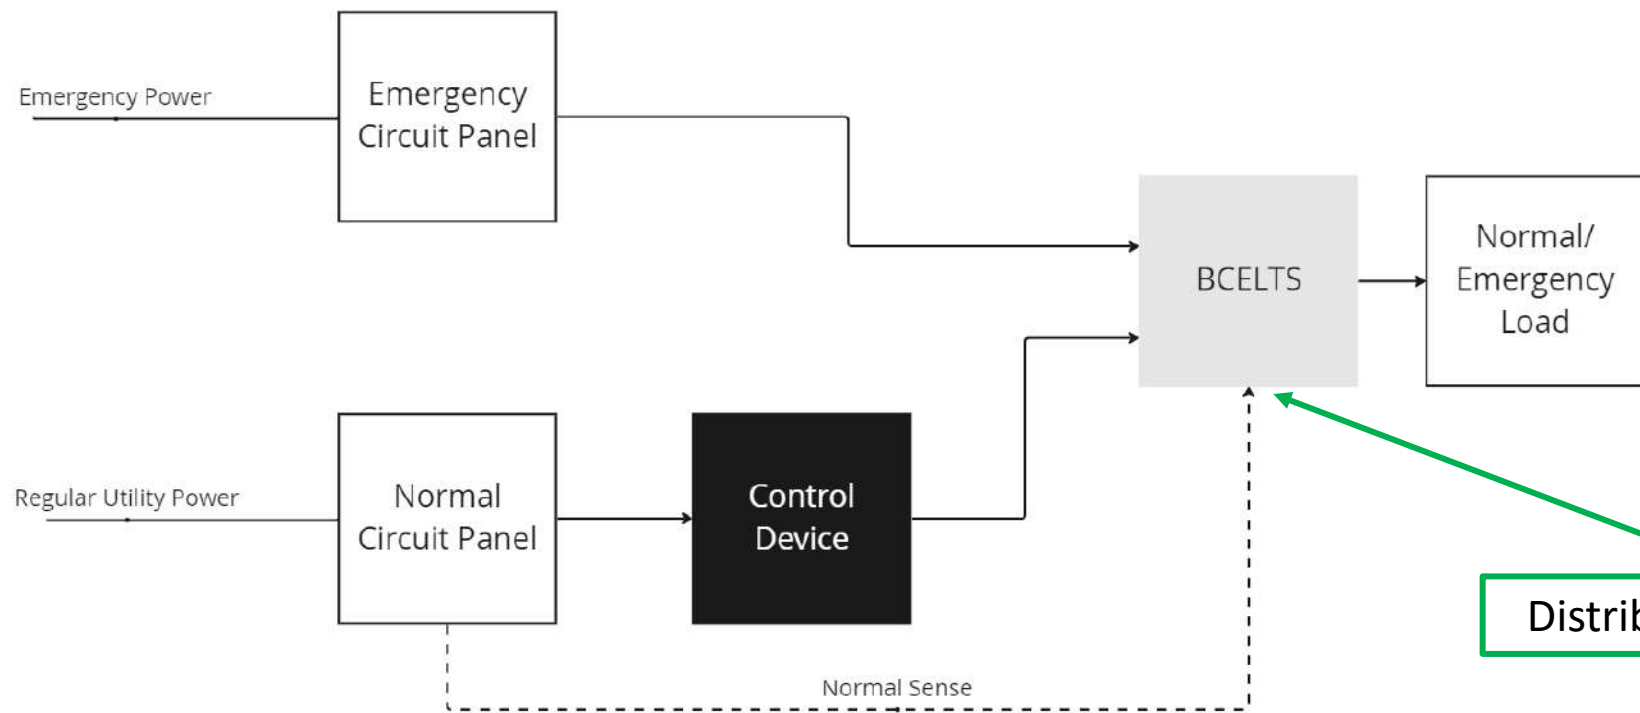 Emergency Power
Emergency
Circuit Panel
BCELTS
Normal/
Emergency
Load
Regular Utility Power
Normal
Circuit Panel
Control
Device
Normal Sense